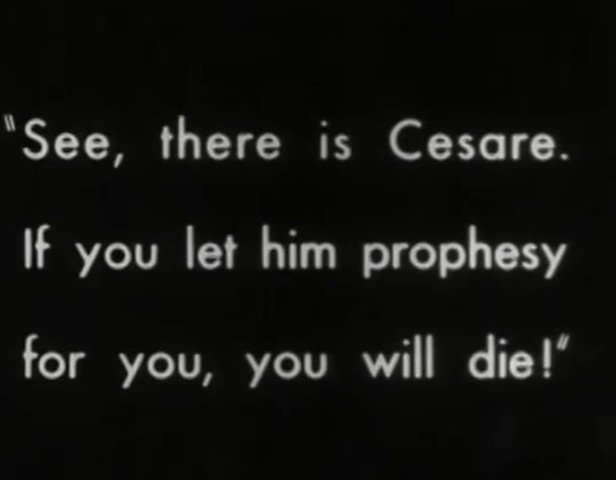 "See, there is Cesare.
If you let him prophesy
for you, you will die!"